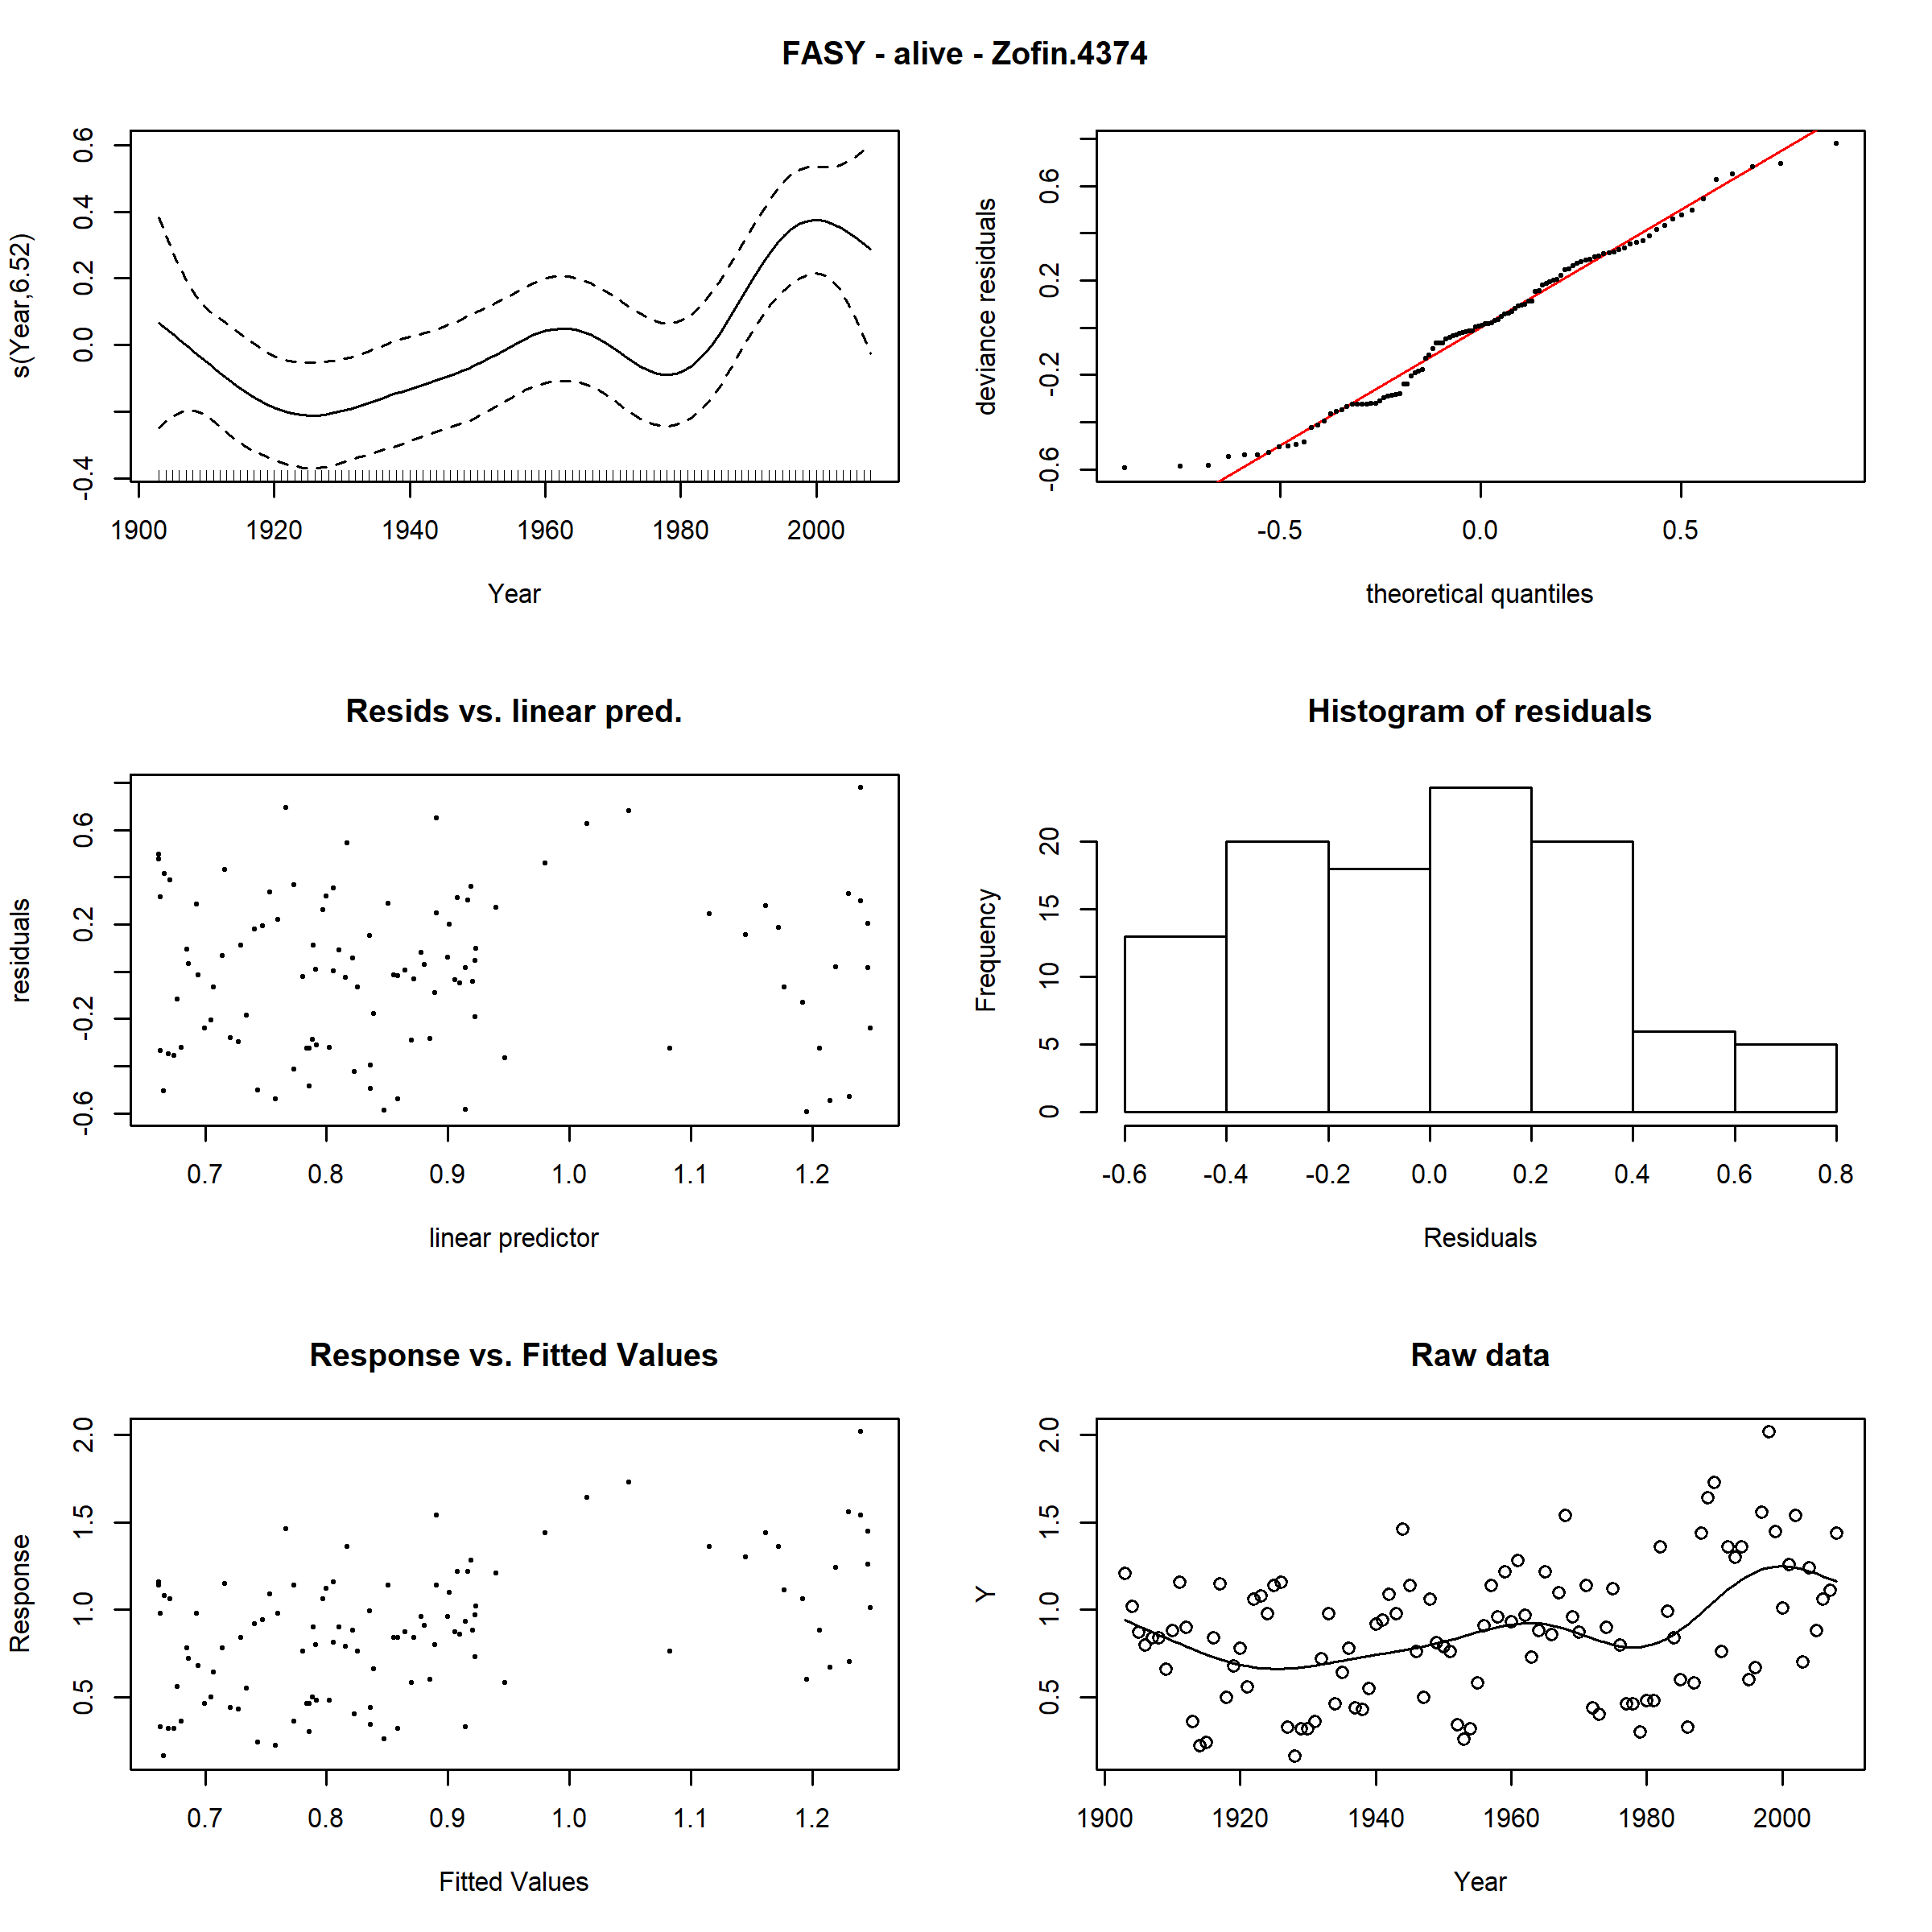 FASY - alive - Zofin.4374
s(Year,6.52)
-0.4 0.0 0.2 0.4 0.6
1900 1920 1940 1960 1980 2000
Year
deviance residuals
-0.6 -0.2 0.2 0.6
-0.5 0.0 0.5
theoretical quantiles
Resids vs. linear pred.
residuals
-0.6 -0.2 0.2 0.6
0.7 0.8 0.9 1.0 1.1 1.2
linear predictor
Histogram of residuals
Frequency
0 5 10 15 20
-0.6 -0.4 -0.2 0.0 0.2 0.4 0.6 0.8
Residuals
Response vs. Fitted Values
Response
0.5 1.0 1.5 2.0
0.7 0.8 0.9 1.0 1.1 1.2
Fitted Values
Raw data
Y
0.5 1.0 1.5 2.0
1900 1920 1940 1960 1980 2000
Year